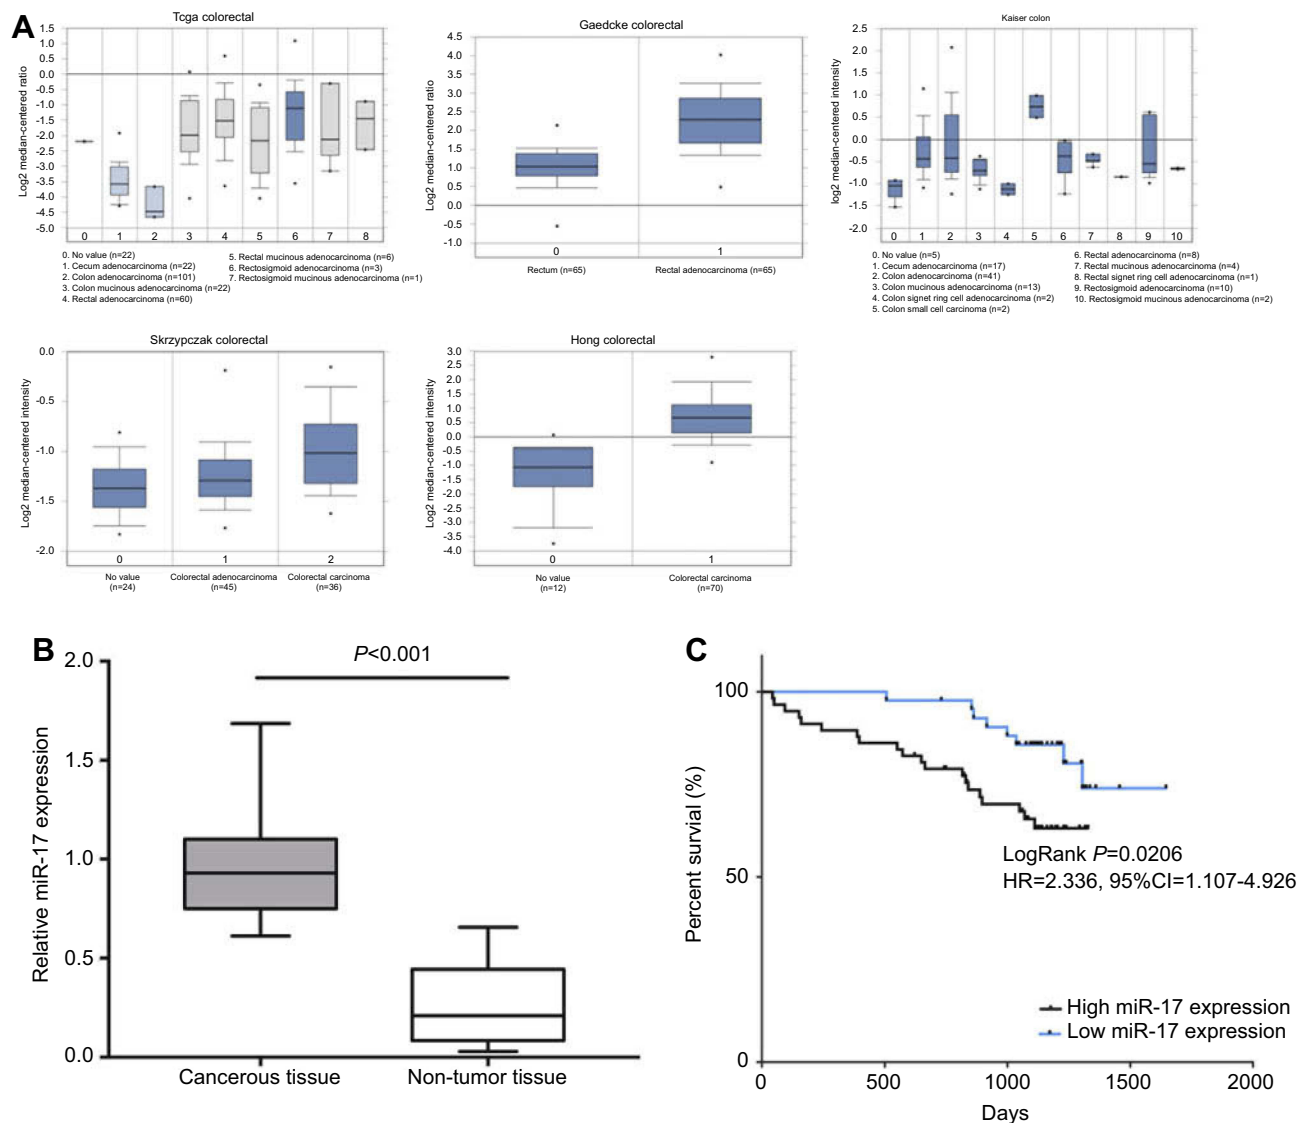 A
Tcga colorectal
Log2 median-centered ratio
1.5
1.0
0.5
0.0
-0.5
-1.0
-1.5
-2.0
-2.5
-3.0
-3.5
-4.0
-4.5
-5.0
0 1 2 3 4 5 6 7 8
0. No value (n=22)
1. Cecum adenocarcinoma (n=22)
2. Colon adenocarcinoma (n=101)
3. Colon mucinous adenocarcinoma (n=22)
4. Rectal adenocarcinoma (n=60)
5. Rectal mucinous adenocarcinoma (n=6)
6. Rectosigmoid adenocarcinoma (n=3)
7. Rectosigmoid mucinous adenocarcinoma (n=1)
Gaedcke colorectal
Log2 median-centered ratio
4.5
4.0
3.5
3.0
2.5
2.0
1.5
1.0
0.5
0.0
-0.5
-1.0
0 1
Rectum (n=65) Rectal adenocarcinoma (n=65)
Kaiser colon
log2 median-centered intensity
2.5
2.0
1.5
1.0
0.5
0.0
-0.5
-1.0
-1.5
-2.0
0 1 2 3 4 5 6 7 8 9 10
0. No value (n=5)
1. Cecum adenocarcinoma (n=17)
2. Colon adenocarcinoma (n=41)
3. Colon mucinous adenocarcinoma (n=13)
4. Colon signet ring cell adenocarcinoma (n=2)
5. Colon small cell carcinoma (n=2)
6. Rectal adenocarcinoma (n=8)
7. Rectal mucinous adenocarcinoma (n=4)
8. Rectal signet ring cell adenocarcinoma (n=1)
9. Rectosigmoid adenocarcinoma (n=10)
10. Rectosigmoid mucinous adenocarcinoma (n=2)
Skrzypczak colorectal
Log2 median-centered intensity
0.0
-0.5
-1.0
-1.5
-2.0
0 1 2
No value Colorectal adenocarcinoma Colorectal carcinoma
(n=24) (n=45) (n=36)
Hong colorectal
Log2 median-centered intensity
3.0
2.5
2.0
1.5
1.0
0.5
0.0
-0.5
-1.0
-1.5
-2.0
-2.5
-3.0
-3.5
-4.0
0 1
No value Colorectal carcinoma
(n=12) (n=70)
B
P<0.001
Relative miR-17 expression
2.0
1.5
1.0
0.5
0.0
Cancerous tissue Non-tumor tissue
C
Percent survial (%)
100
50
0
LogRank P=0.0206
HR=2.336, 95%CI=1.107-4.926
High miR-17 expression
Low miR-17 expression
0 500 1000 1500 2000
Days